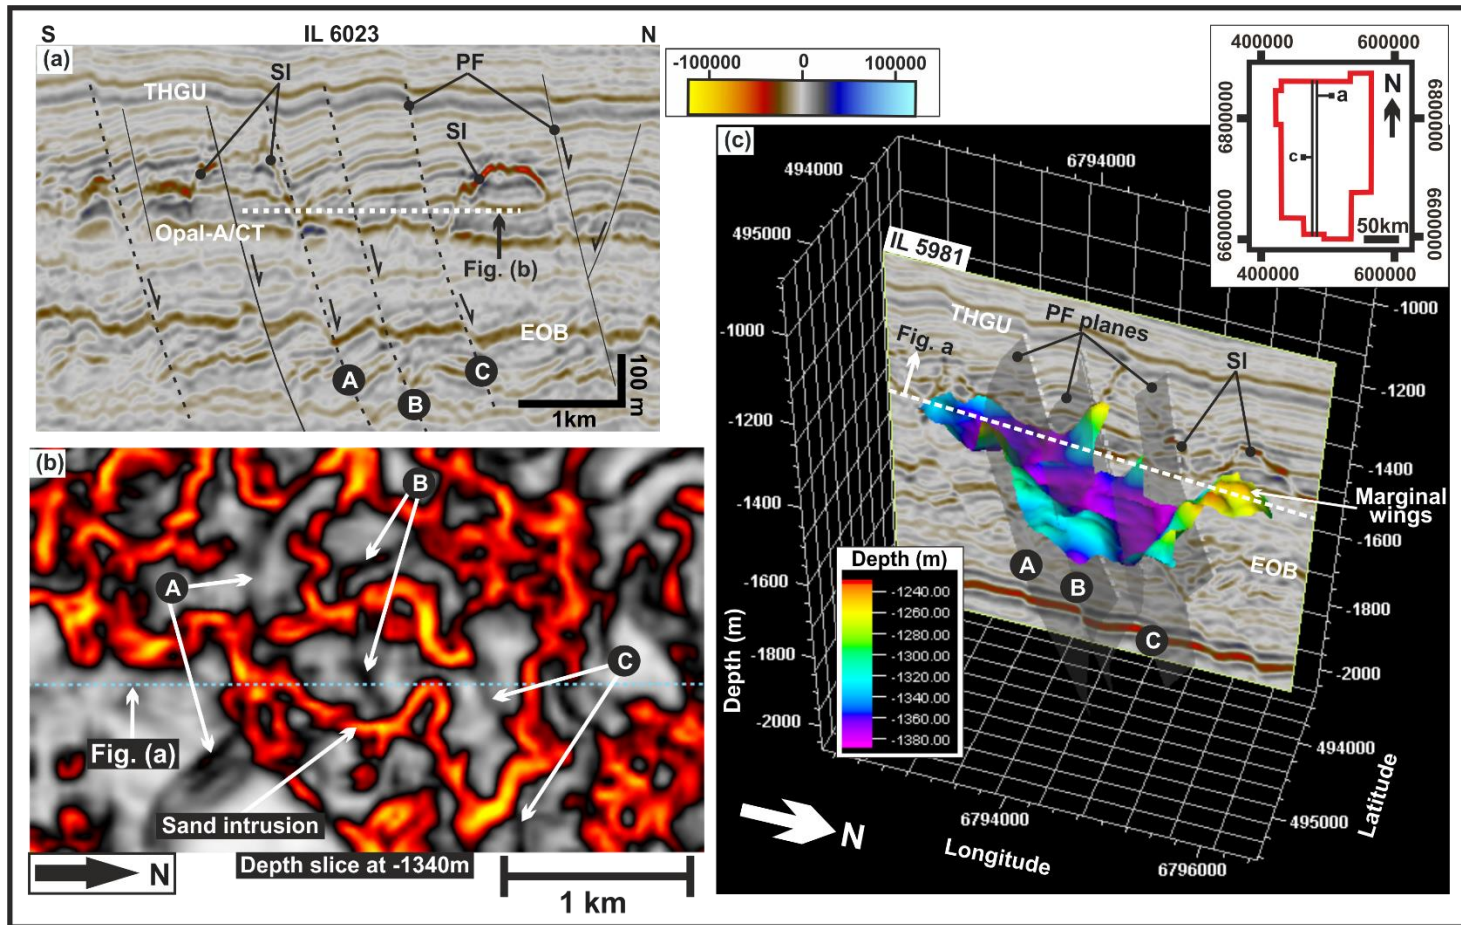 S IL 6023 N
(a)
THGU
SI
PF
SI
Opal-A/CT
Fig. (b)
EOB
A
B
C
100 m
1km
-100000 0 100000
400000 600000
6800000
6800000
N
a
c
6600000
6600000
50km
400000 600000
(b)
B
A
C
Fig. (a)
Sand intrusion
N
Depth slice at -1340m
1 km
(c)
494000
6794000
495000
IL 5981
-1000
-1000
THGU
PF planes
Fig. a
SI
-1200
-1200
-1400
-1400
Marginal
wings
-1600
-1600
EOB
A
B
C
-1800
-1800
-2000
-2000
Depth (m)
Depth (m)
-1240.00
-1260.00
-1280.00
-1300.00
-1320.00
-1340.00
-1360.00
-1380.00
494000
Latitude
495000
N
6794000
Longitude
6796000